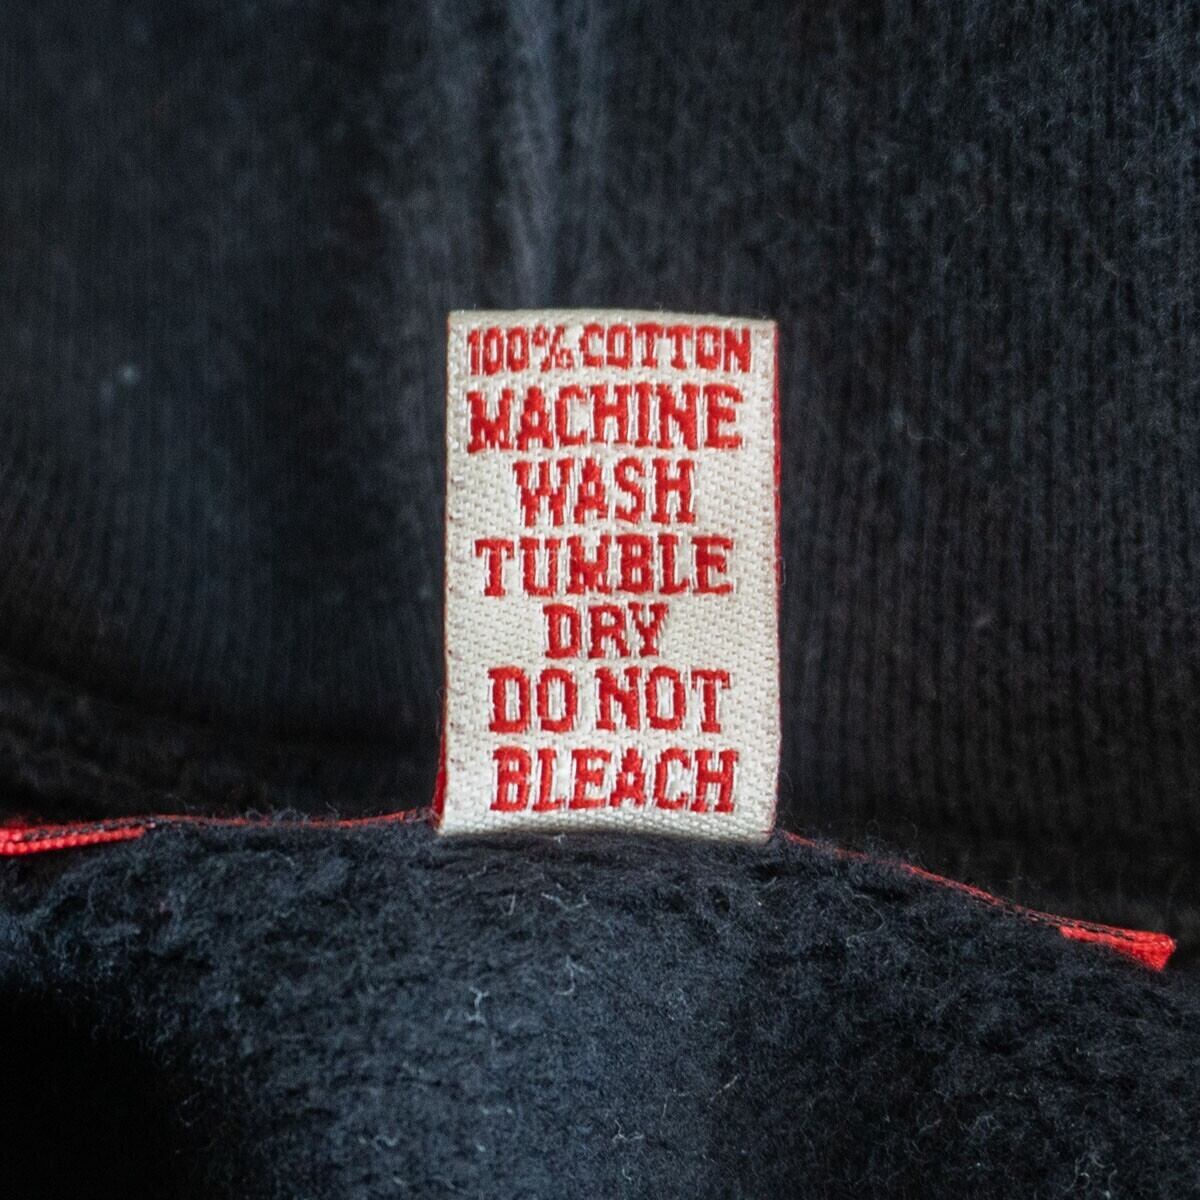 100% COTTON
MACHINE
WASH
TUMBLE
DRY
DO NOT
BLEACH